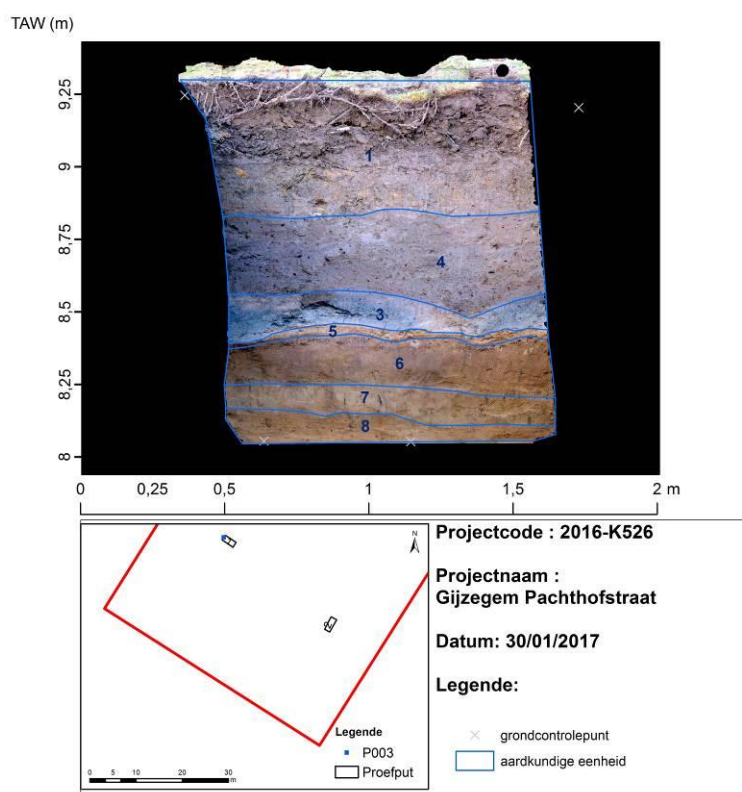 TAW (m)
9,25
9
8,75
8,5
8,25
8
1
4
3
5
6
7
8
0
0,25
0,5
1
1,5
2 m
N
Legende
P003
Proefput
0
5
10
20
30
m
Projectcode : 2016-K526
Projectnaam :
Gijzegem Pachthofstraat
Datum: 30/01/2017
Legende:
grondcontrolepunt
aardkundige eenheid